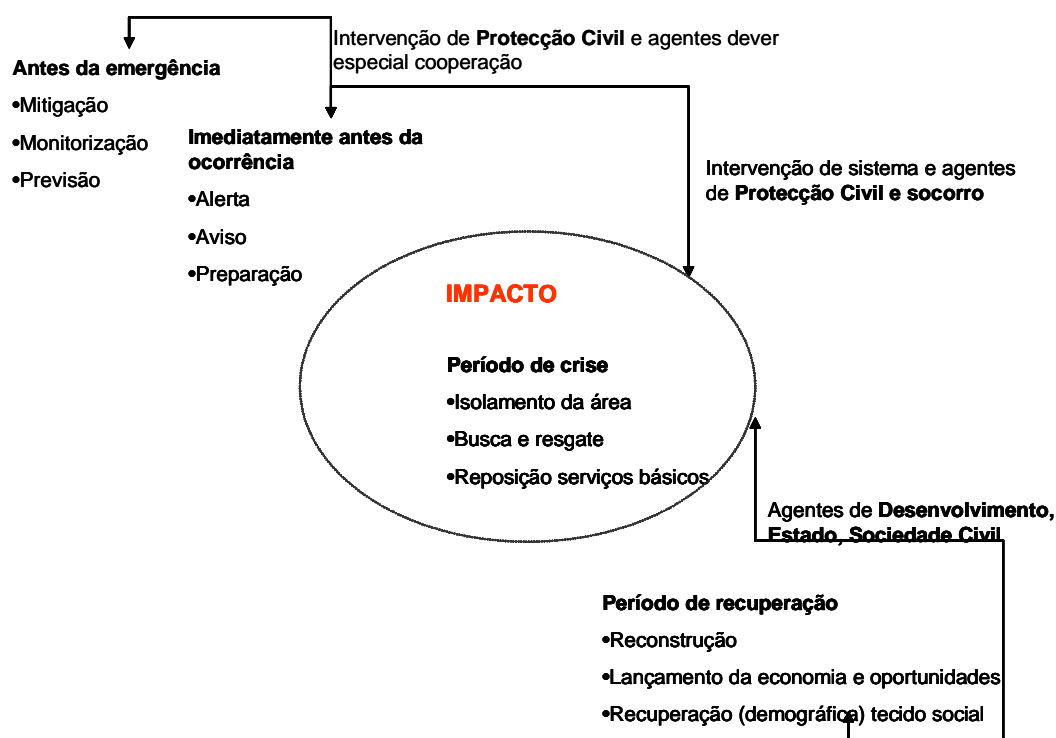 Intervenção de Protecção Civil e agentes dever
especial cooperação
Antes da emergência
•Mitigação
•Monitorização
•Previsão
Imediatamente antes da
ocorrência
•Alerta
•Aviso
•Preparação
Intervenção de sistema e agentes
de Protecção Civil e socorro
IMPACTO
Período de crise
•Isolamento da área
•Busca e resgate
•Reposição serviços básicos
Agentes de Desenvolvimento,
Estado, Sociedade Civil
Período de recuperação
•Reconstrução
•Lançamento da economia e oportunidades
•Recuperação (demográfica) tecido social